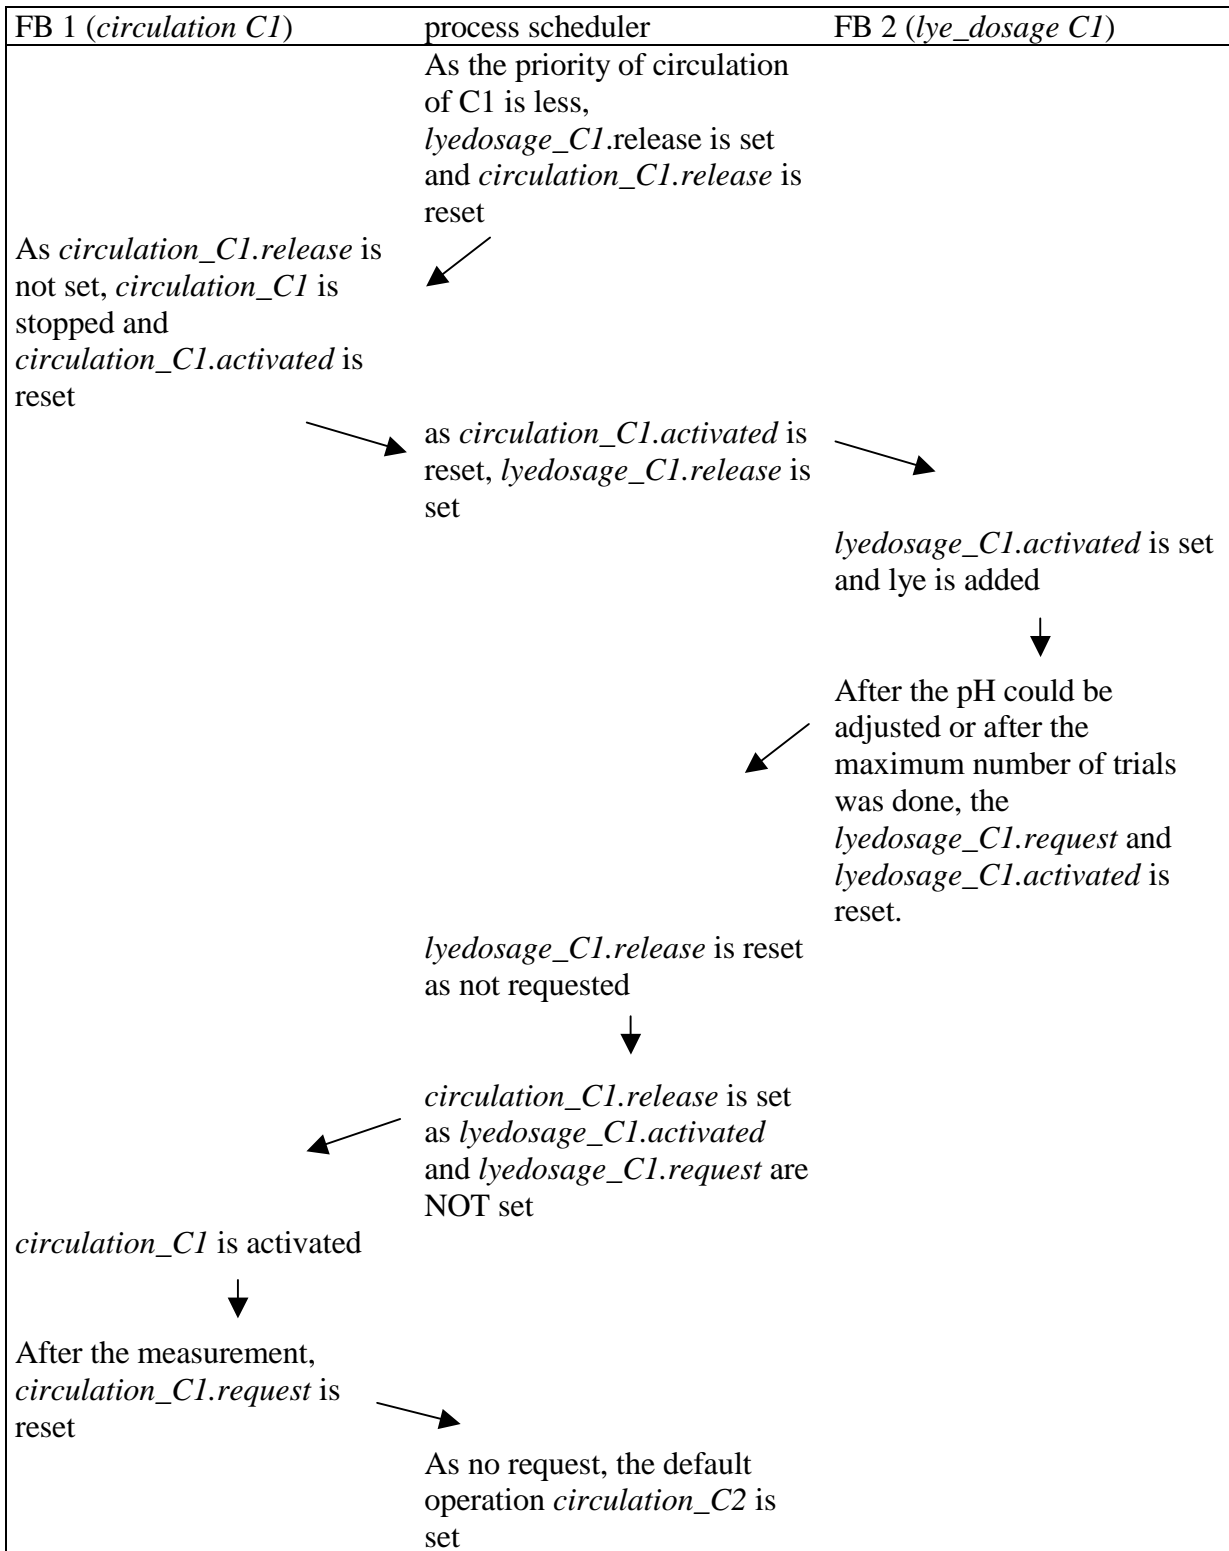 FB 1 (circulation C1) process scheduler FB 2 (lye_dosage C1)
As the priority of circulation
of C1 is less,
lyedosage_C1.release is set
and circulation_C1.release is
reset
As circulation_C1.release is
not set, circulation_C1 is
stopped and
circulation_C1.activated is
reset
as circulation_C1.activated is
reset, lyedosage_C1.release is
set
lyedosage_C1.activated is set
and lye is added
After the pH could be
adjusted or after the
maximum number of trials
was done, the
lyedosage_C1.request and
lyedosage_C1.activated is
reset.
lyedosage_C1.release is reset
as not requested
circulation_C1.release is set
as lyedosage_C1.activated
and lyedosage_C1.request are
NOT set
circulation_C1 is activated
After the measurement,
circulation_C1.request is
reset
As no request, the default
operation circulation_C2 is
set